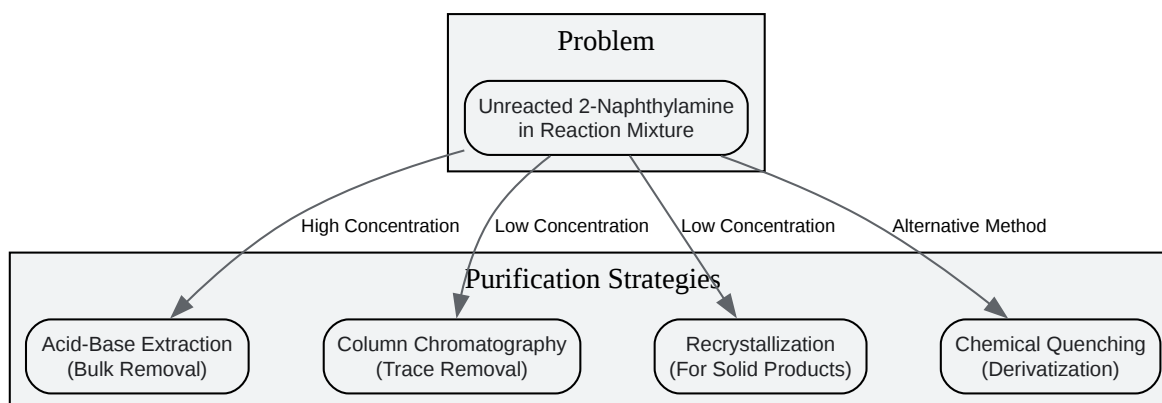 Problem
Unreacted 2-Naphthylamine
in Reaction Mixture
High Concentration
Low Concentration
Low Concentration
Alternative Method
Purification Strategies
Acid-Base Extraction
(Bulk Removal)
Column Chromatography
(Trace Removal)
Recrystallization
(For Solid Products)
Chemical Quenching
(Derivatization)